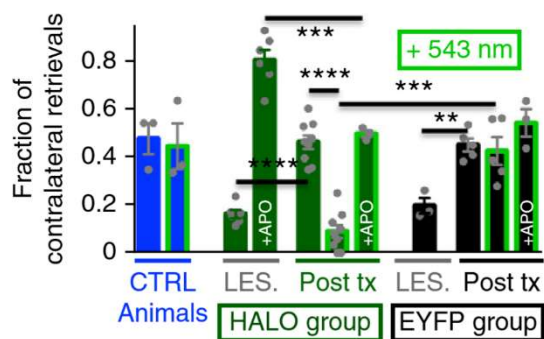 Fraction of
contralateral retrievals
0.8
0.6
0.4
0.2
0
+ 543 nm
***
****
***
**
****
+APO
+APO
+APO
CTRL
Animals
LES.
Post tx
LES.
Post tx
HALO group
EYFP group